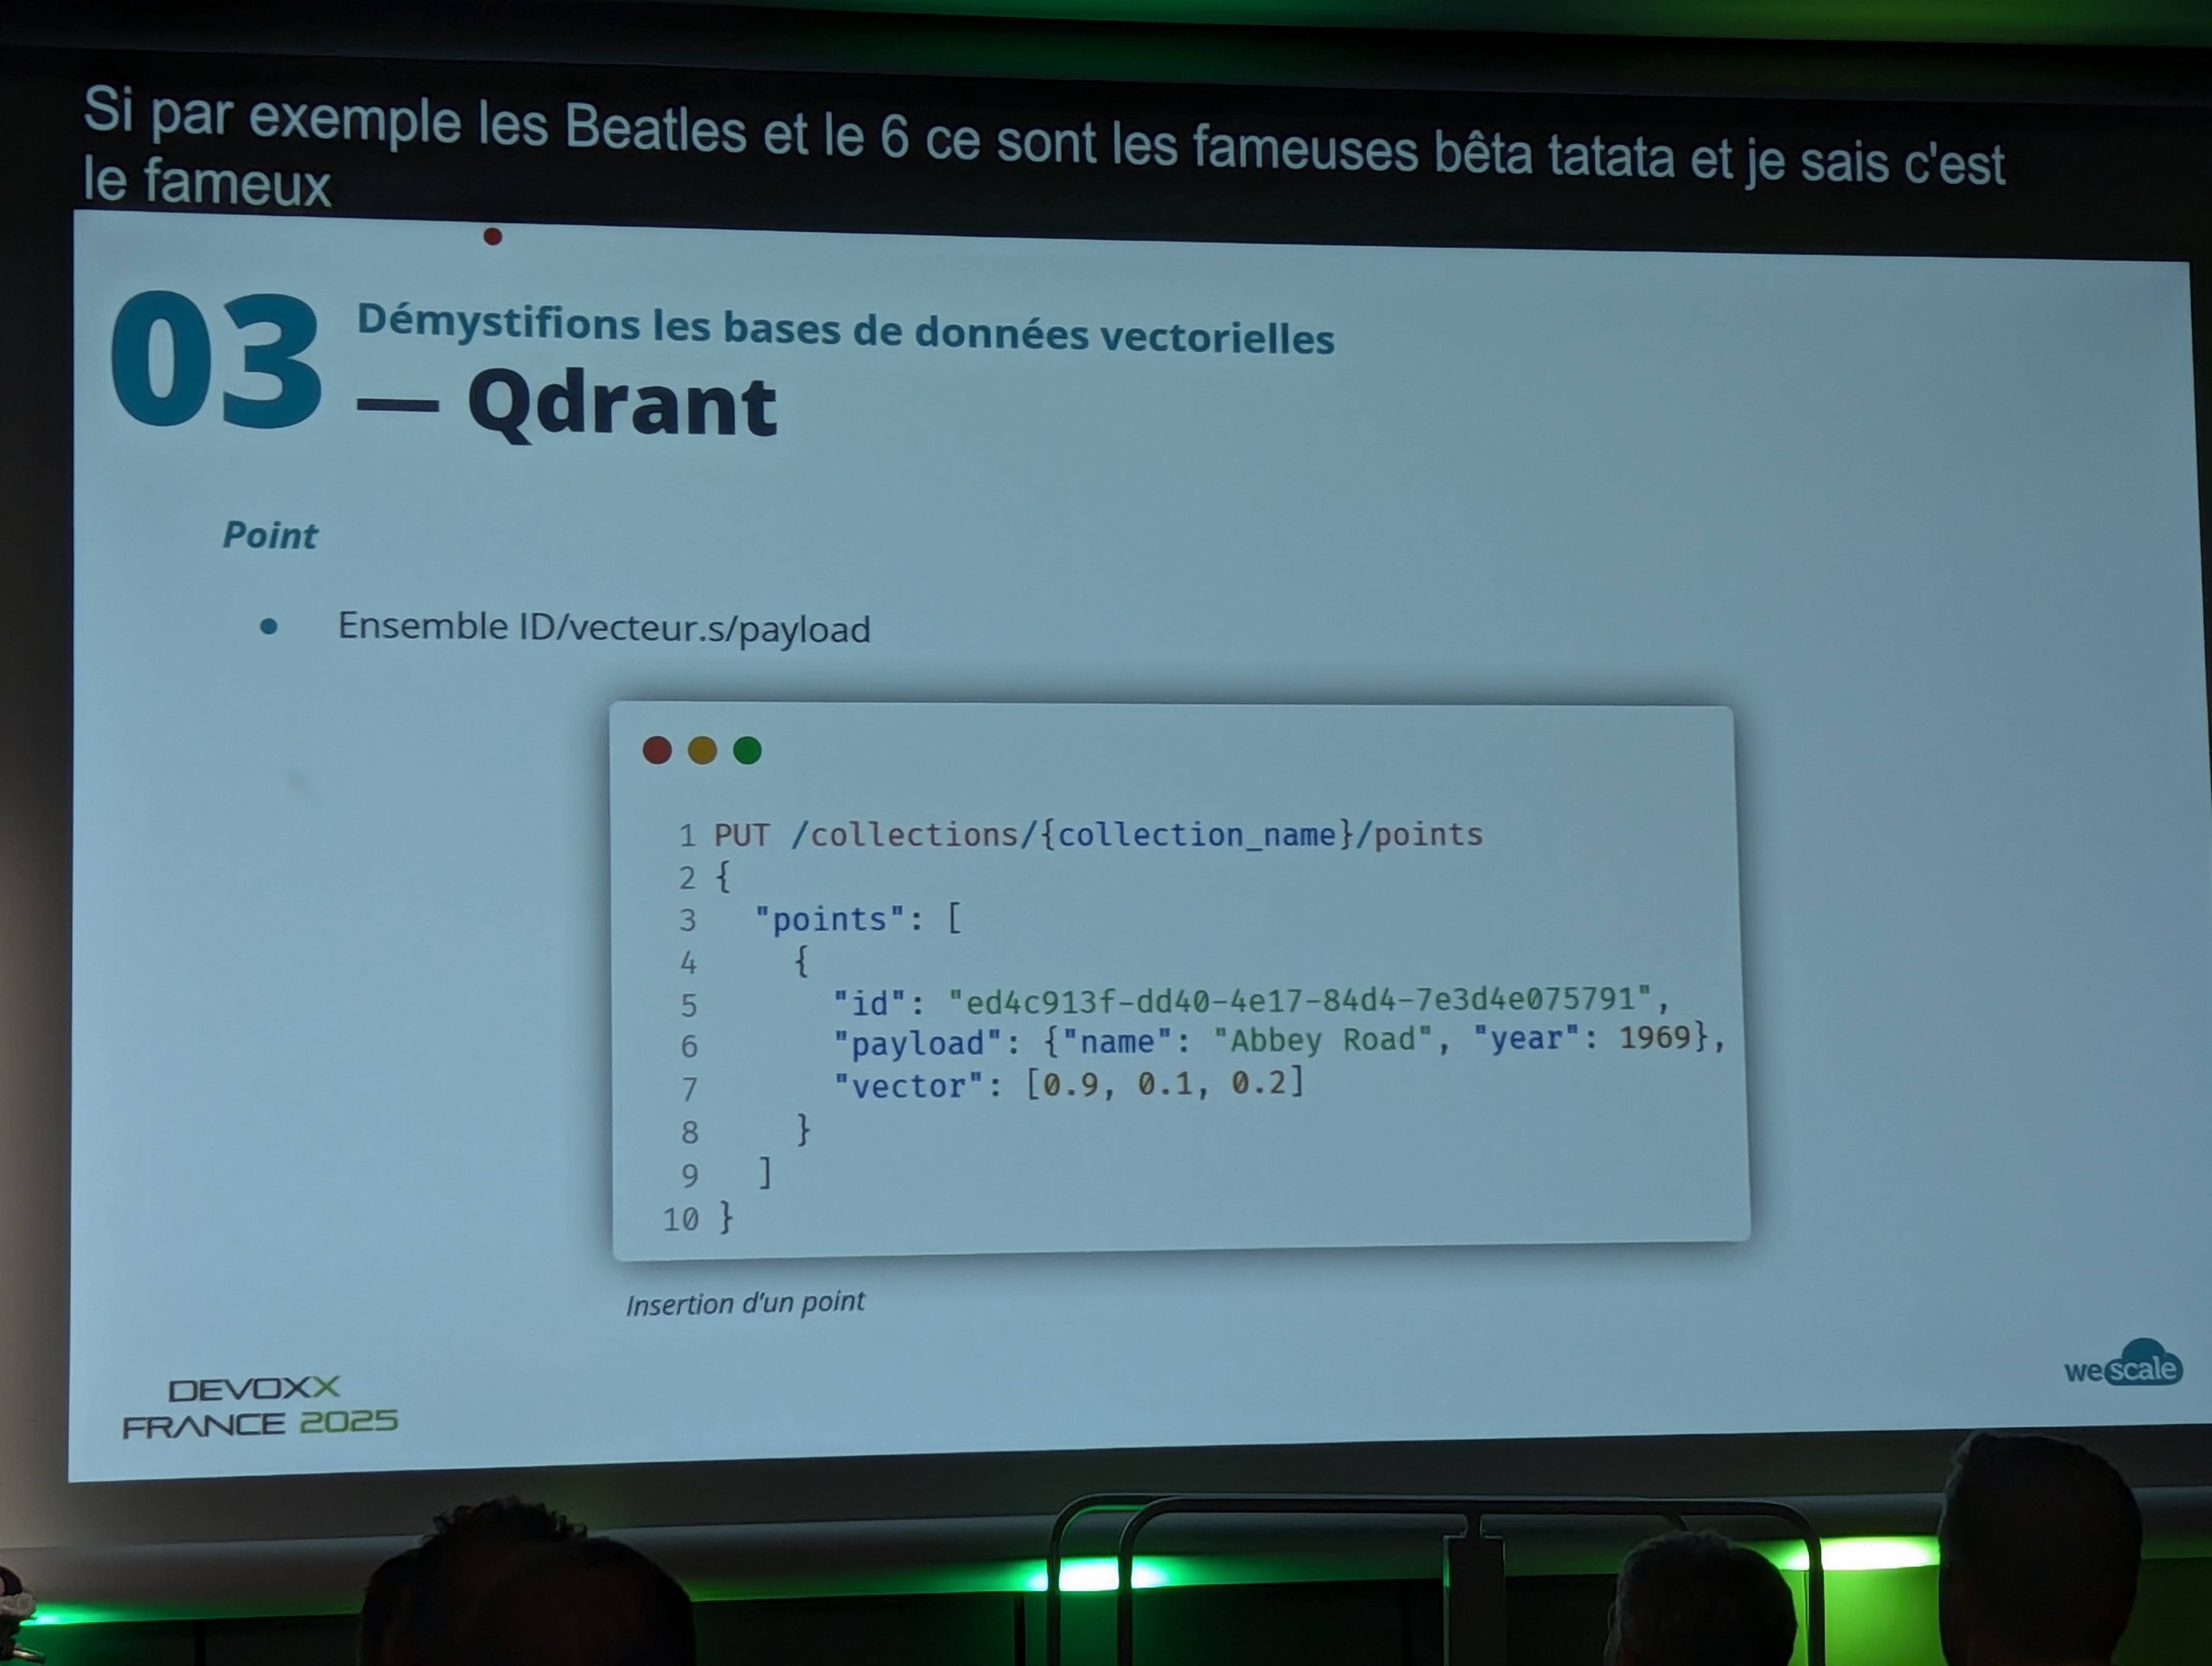 Si par exemple les Beatles et le 6 ce sont les fameuses bêta tatata et je sais c'est
le fameux
03
Démystifions les bases de données vectorielles
— Qdrant
Point
● Ensemble ID/vecteur.s/payload
1 PUT /collections/{collection_name}/points
2 {
3   "points": [
4     {
5       "id": "ed4c913f-dd40-4e17-84d4-7e3d4e075791",
6       "payload": {"name": "Abbey Road", "year": 1969},
7       "vector": [0.9, 0.1, 0.2]
8     }
9   ]
10 }
Insertion d'un point
DEVOXX
FRANCE 2025
wescale